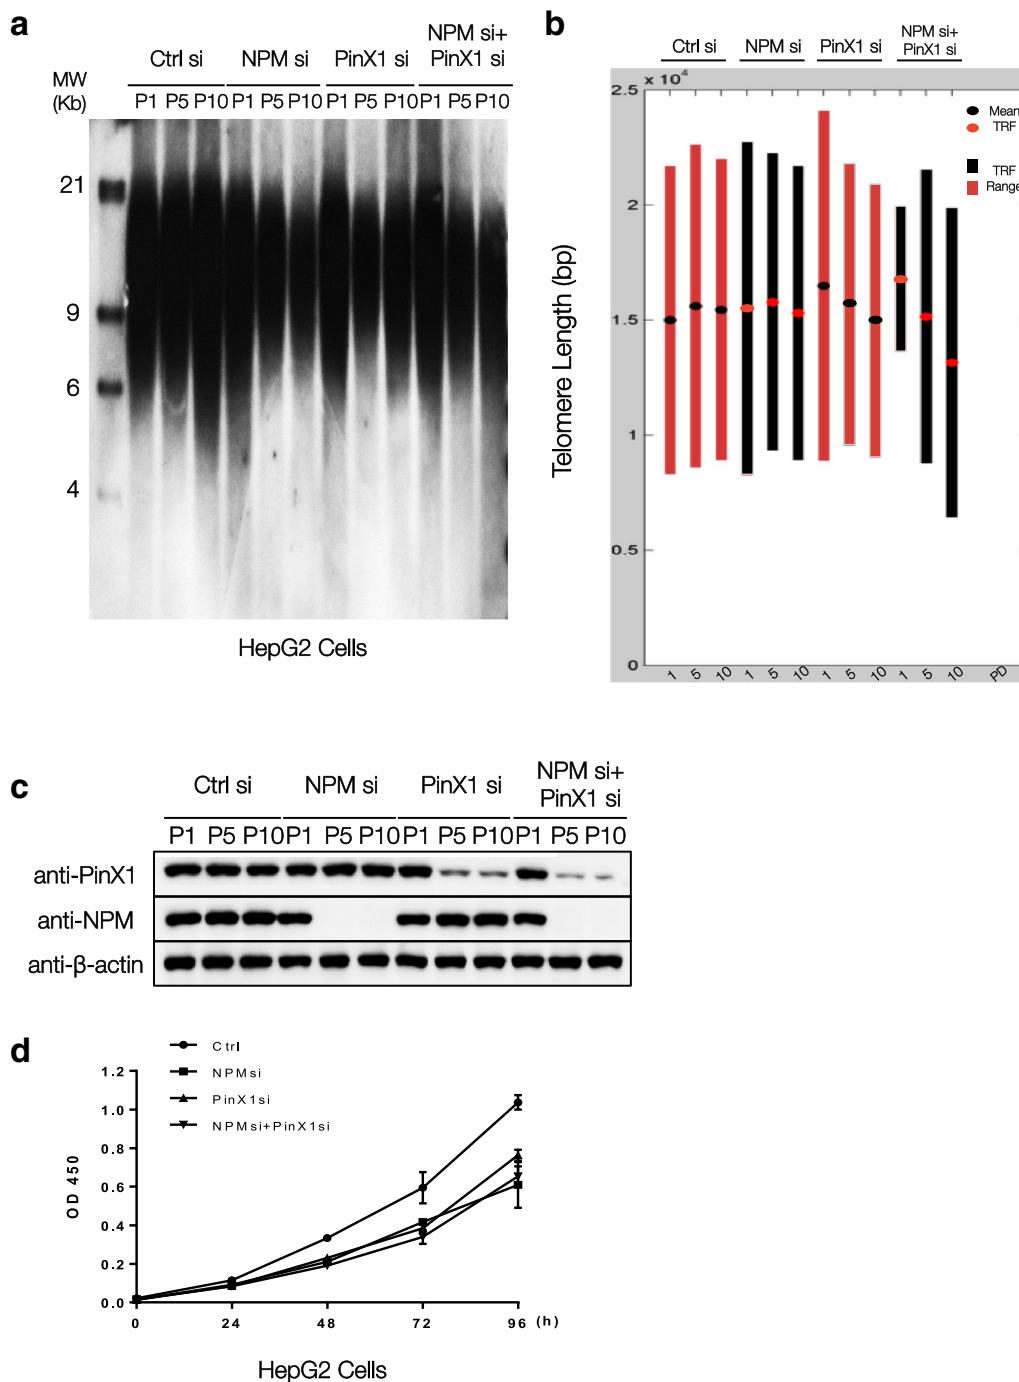 a
Ctrl si NPM si PinX1 si NPM si+
PinX1 si
MW
(Kb)
P1 P5 P10 P1 P5 P10 P1 P5 P10 P1 P5 P10
21
9
6
4
HepG2 Cells
b
Ctrl si NPM si PinX1 si NPM si+
PinX1 si
x 10⁴
2.5
2
1.5
1
0.5
0
Telomere Length (bp)
Mean
TRF
TRF
Range
1 5 10 1 5 10 1 5 10 1 5 10 PD
c
Ctrl si NPM si PinX1 si NPM si+
PinX1 si
P1 P5 P10 P1 P5 P10 P1 P5 P10 P1 P5 P10
anti-PinX1
anti-NPM
anti-β-actin
d
Ctrl
NPMsi
PinX1si
NPMsi+PinX1si
1.2
1.0
0.8
0.6
0.4
0.2
0.0
OD 450
0 24 48 72 96 (h)
HepG2 Cells